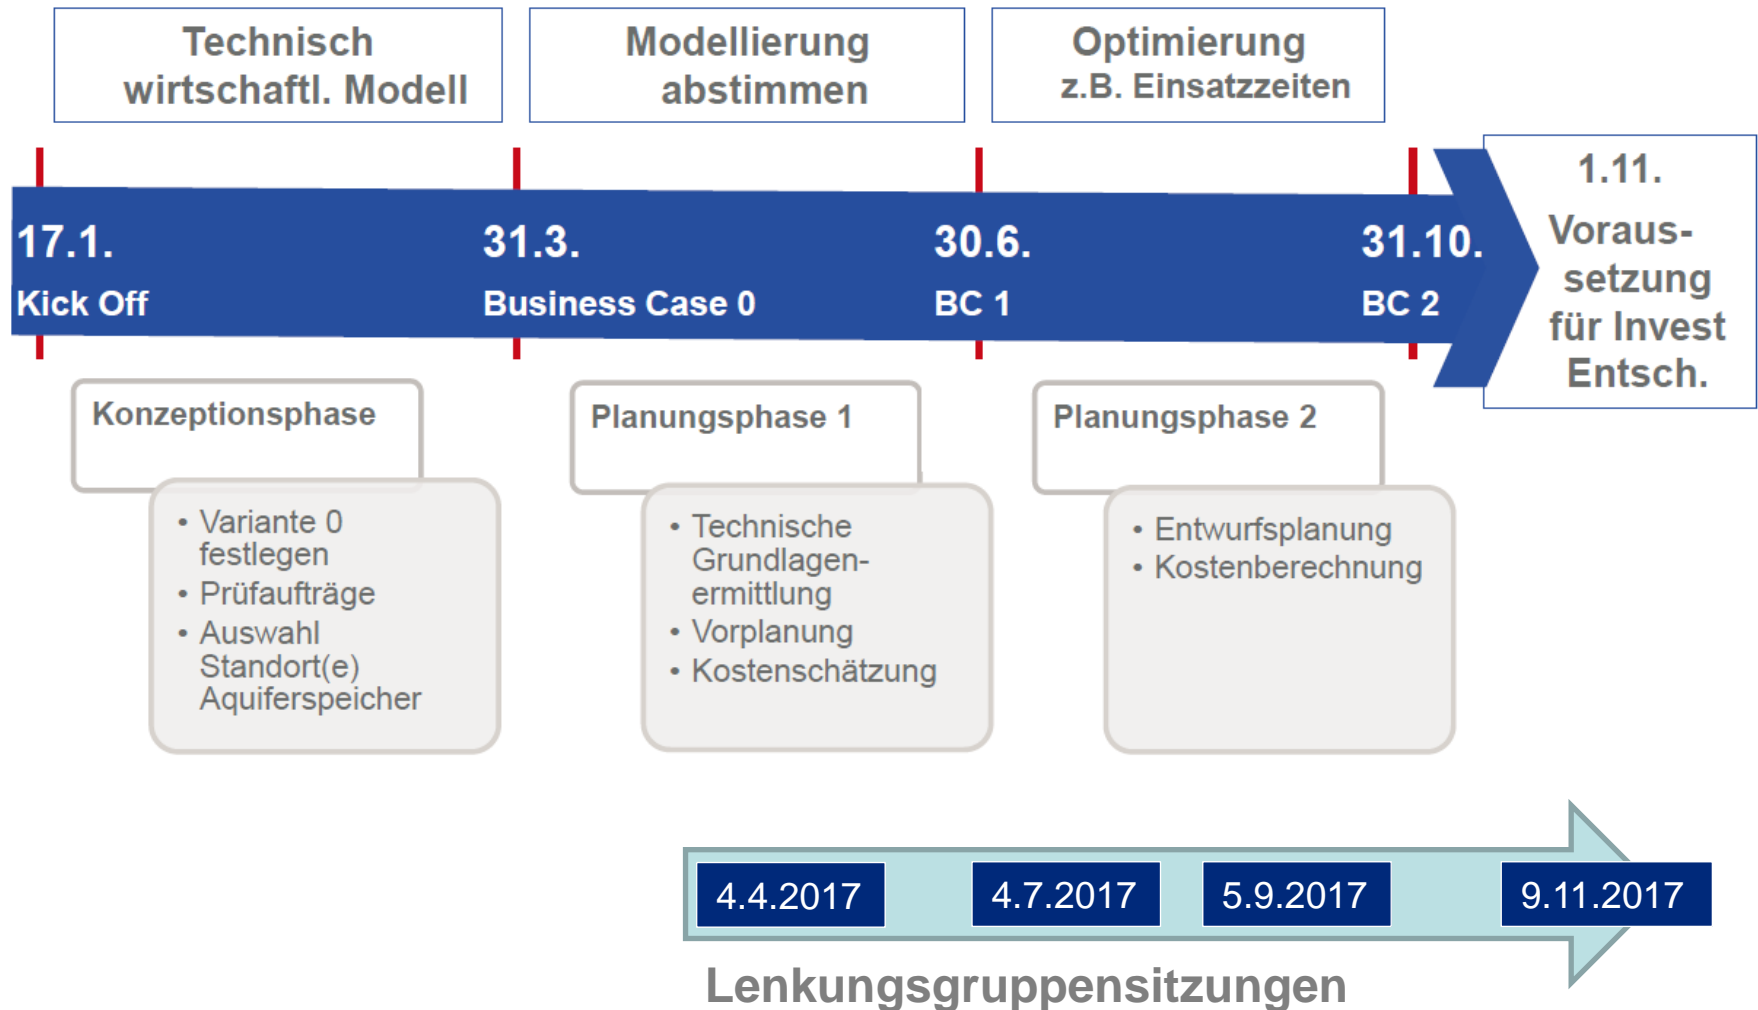 Technisch
wirtschaftl. Modell
Modellierung
abstimmen
Optimierung
z.B. Einsatzzeiten
17.1.
Kick Off
31.3.
Business Case 0
30.6.
BC 1
31.10.
BC 2
1.11.
Voraus-
setzung
für Invest
Entsch.
Konzeptionsphase
• Variante 0
festlegen
• Prüfaufträge
• Auswahl
Standort(e)
Aquiferspeicher
Planungsphase 1
• Technische
Grundlagen-
ermittlung
• Vorplanung
• Kostenschätzung
Planungsphase 2
• Entwurfsplanung
• Kostenberechnung
4.4.2017
4.7.2017
5.9.2017
9.11.2017
Lenkungsgruppensitzungen